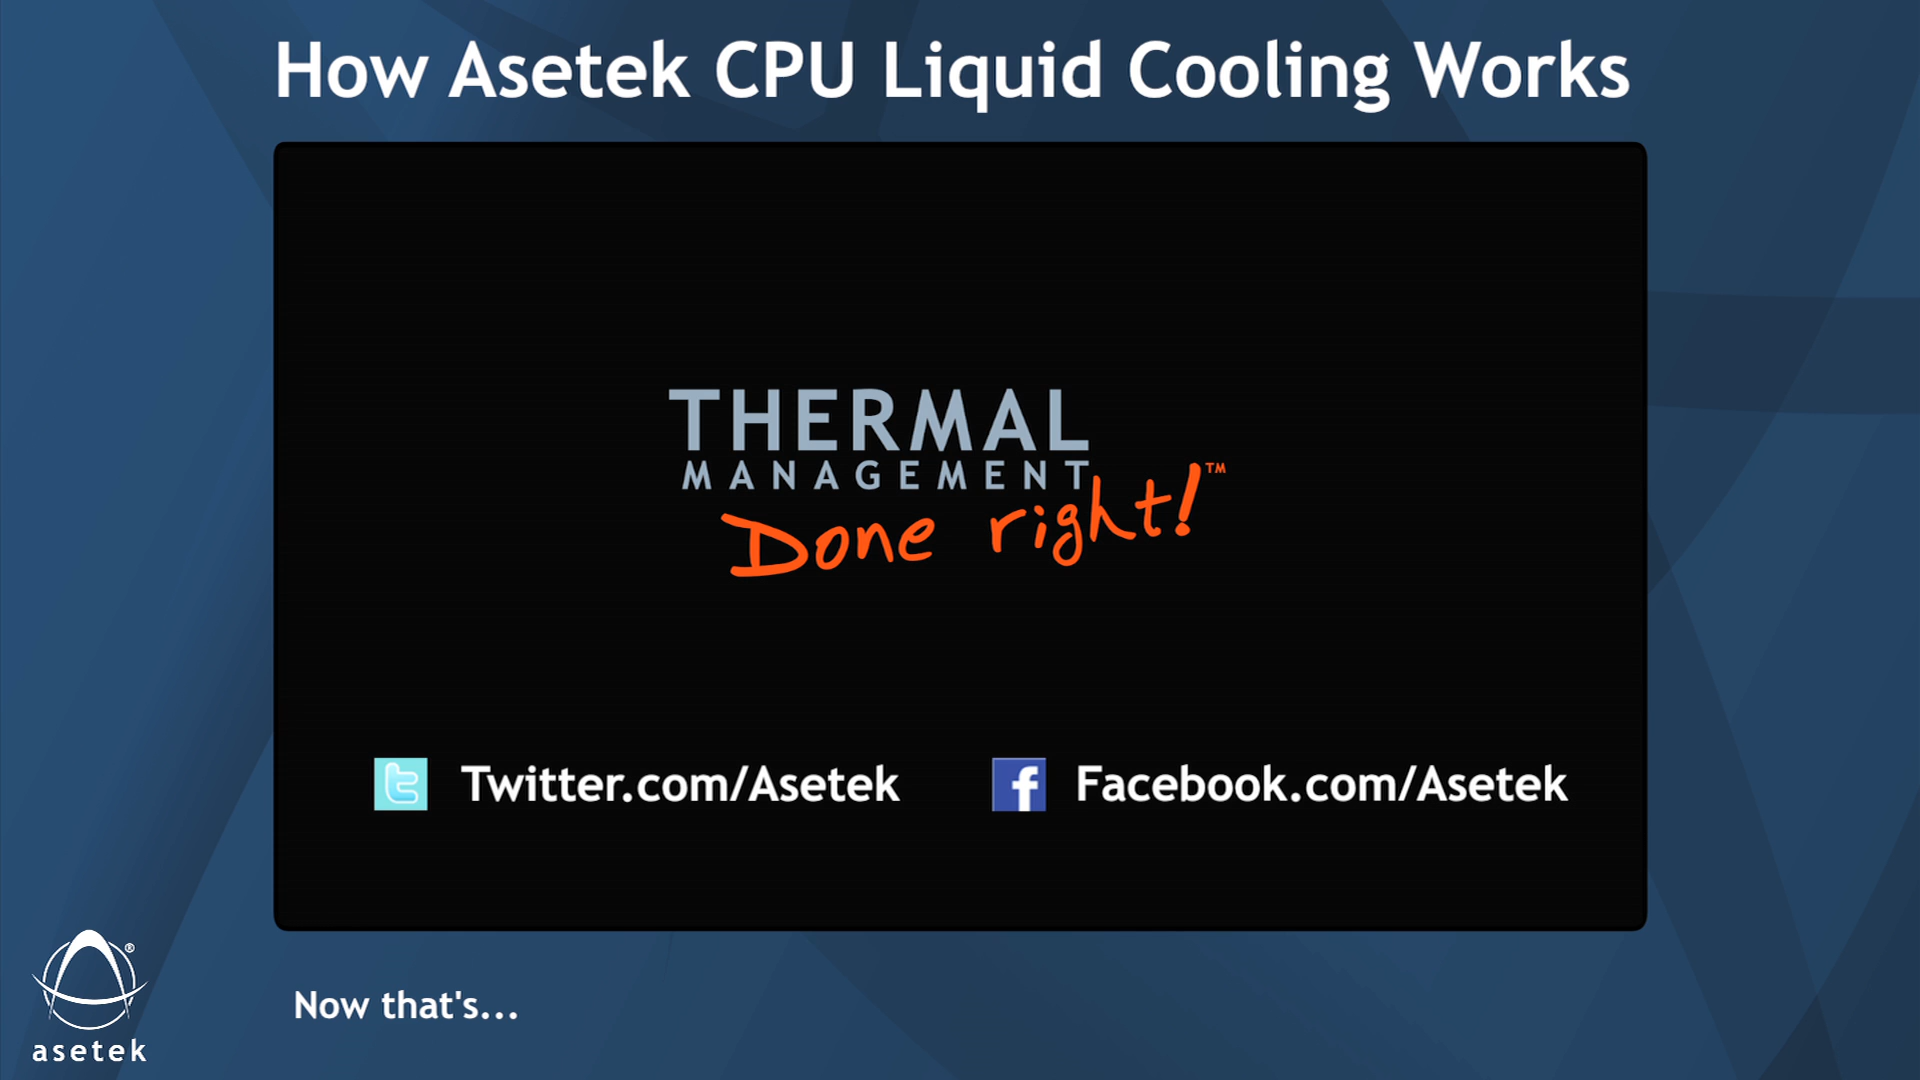 How Asetek CPU Liquid Cooling Works
THERMAL
MANAGEMENT
Done right!™
Twitter.com/Asetek
Facebook.com/Asetek
Now that's...
®
asetek